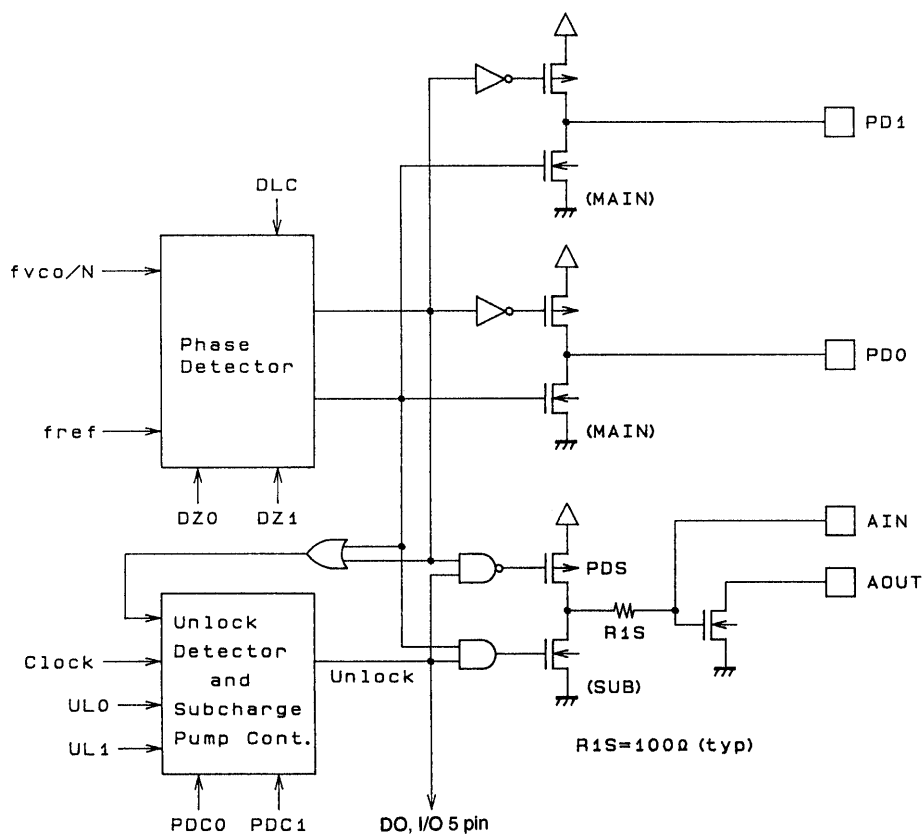 PD1
(MAIN)
DLC
fvco/N
Phase
Detector
PD0
fref
(MAIN)
DZ0
DZ1
AIN
PDS
AOUT
R1S
Unlock
Detector
and
Subcharge
Pump Cont.
Clock
Unlock
(SUB)
UL0
UL1
R1S=100Ω (typ)
PDC0
PDC1
DO, I/O 5 pin